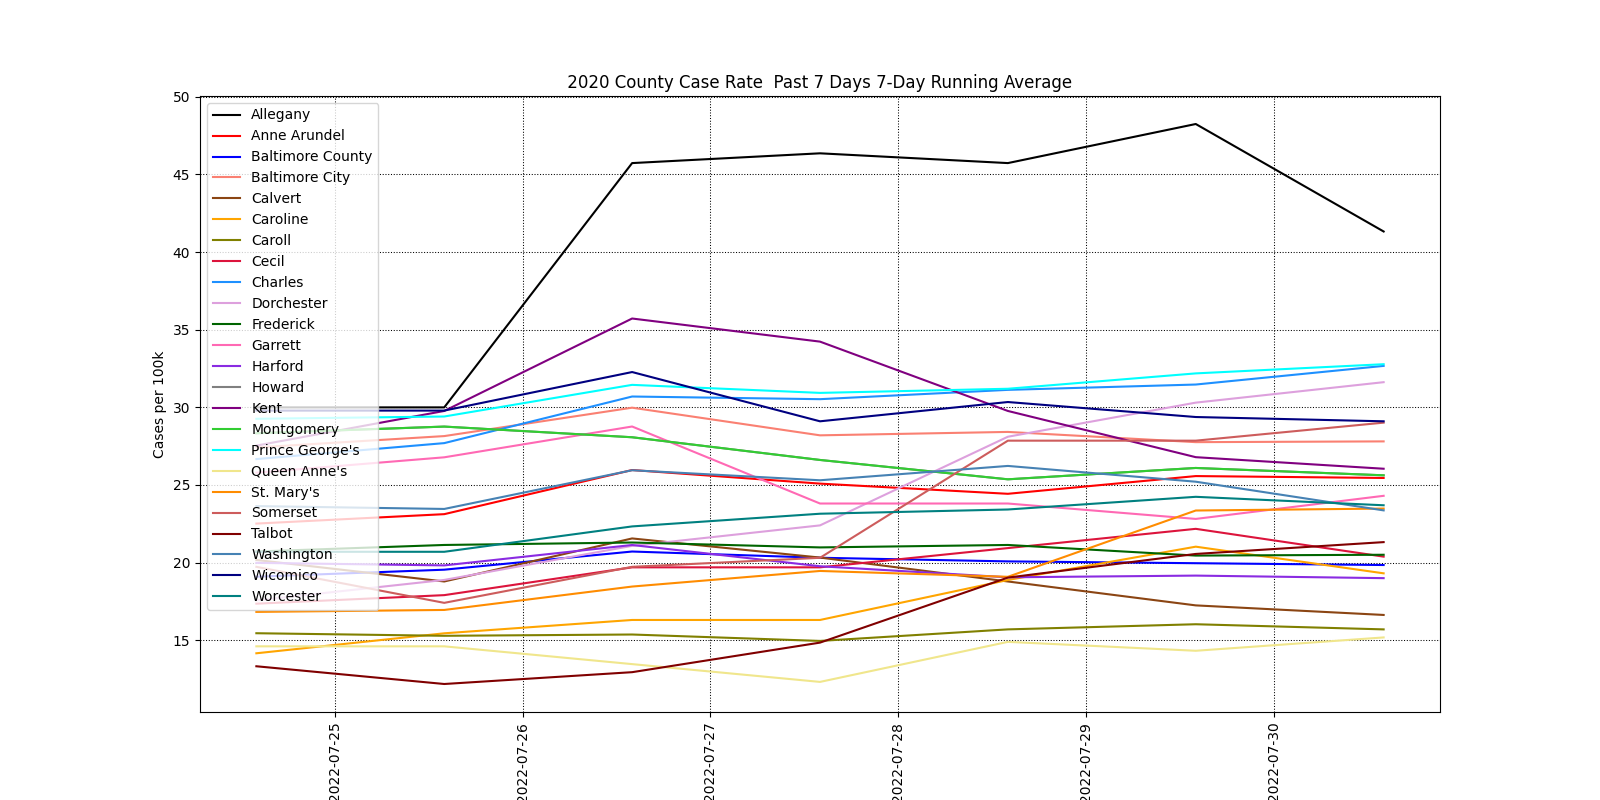 2020 County Case Rate  Past 7 Days 7-Day Running Average
Cases per 100k
50
45
40
35
30
25
20
15
Allegany
Anne Arundel
Baltimore County
Baltimore City
Calvert
Caroline
Caroll
Cecil
Charles
Dorchester
Frederick
Garrett
Harford
Howard
Kent
Montgomery
Prince George's
Queen Anne's
St. Mary's
Somerset
Talbot
Washington
Wicomico
Worcester
2022-07-25
2022-07-26
2022-07-27
2022-07-28
2022-07-29
2022-07-30